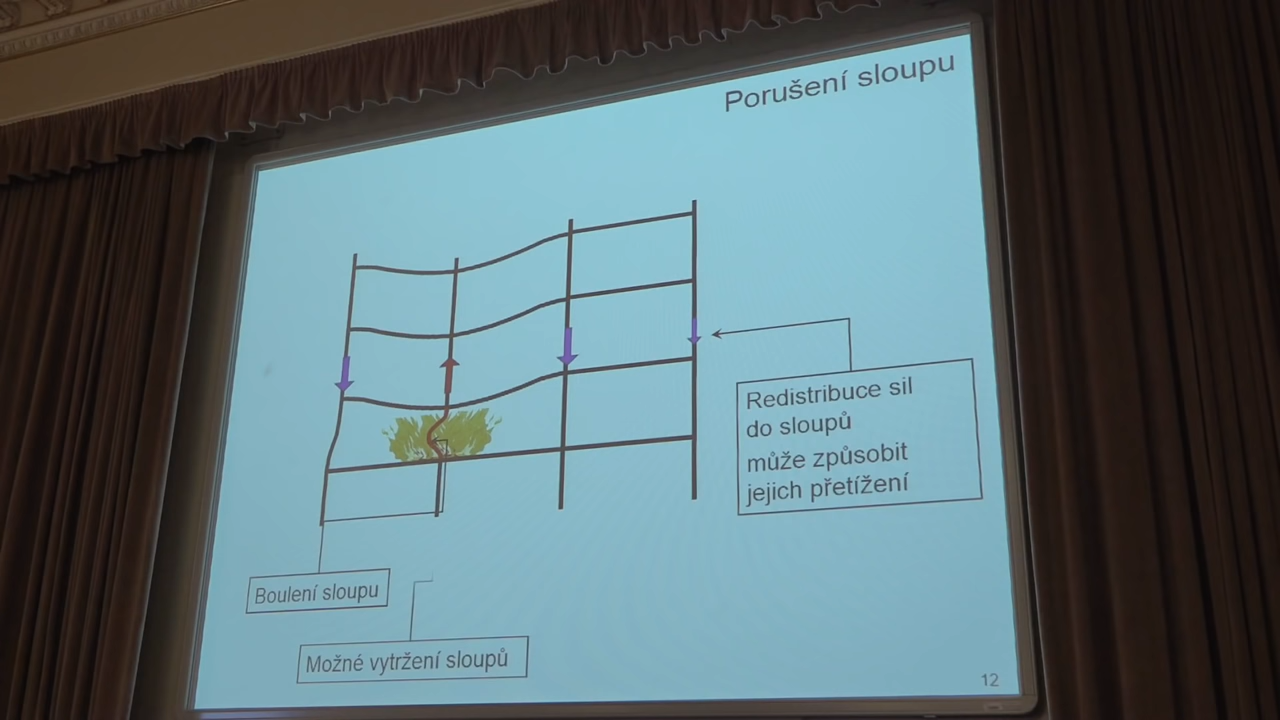 Porušení sloupu
Redistribuce sil
do sloupů
může způsobit
jejich přetížení
Boulení sloupu
Možné vytržení sloupů
12